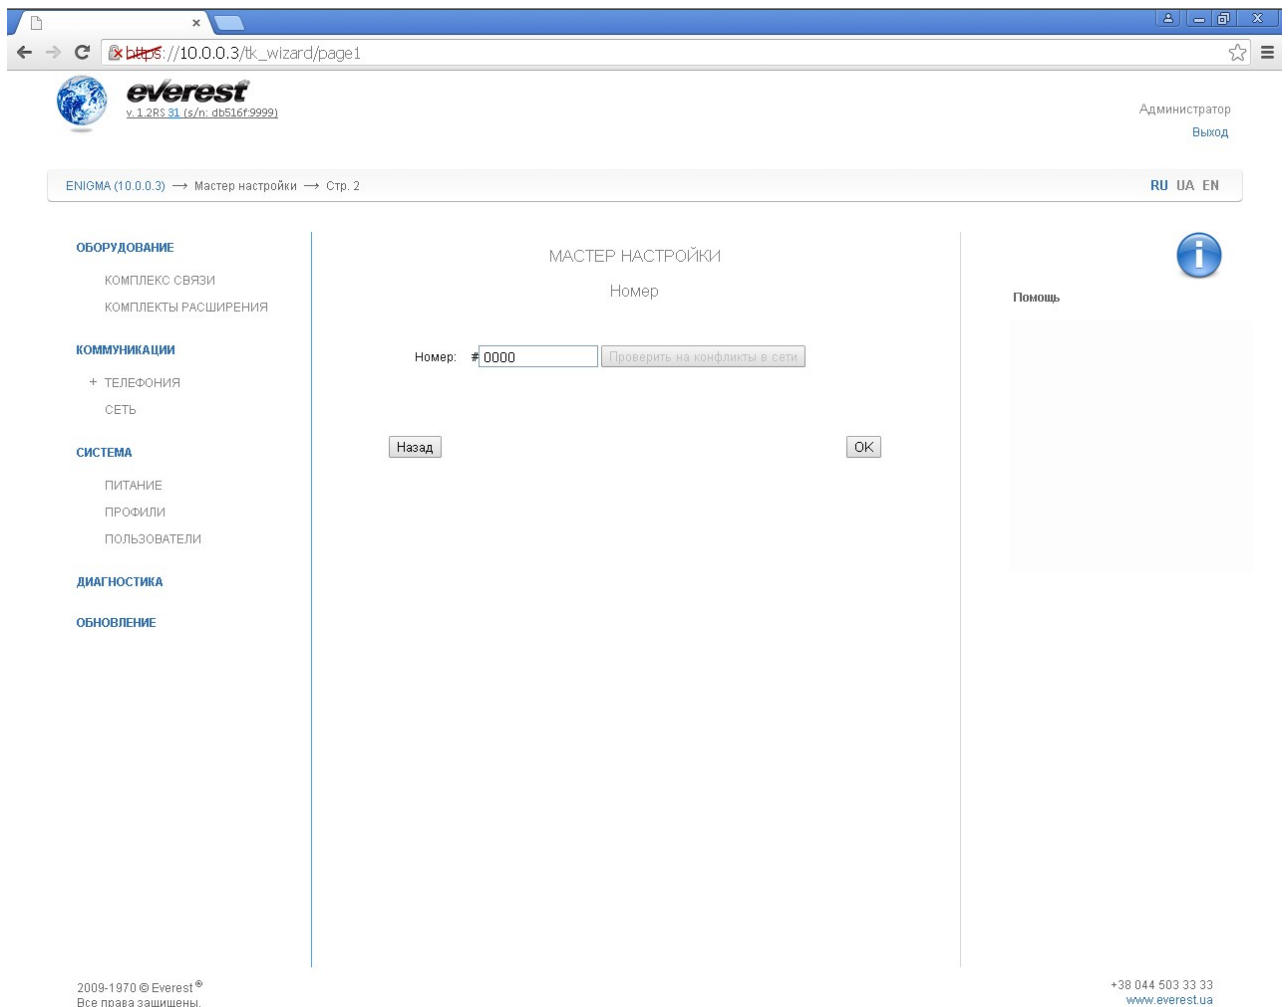 https://10.0.0.3/tk_wizard/page1
everest
v. 1.2RS 31 (s/n: db516f:9999)
Администратор
Выход
ENIGMA (10.0.0.3) → Мастер настройки → Стр. 2
RU UA EN
ОБОРУДОВАНИЕ
КОМПЛЕКС СВЯЗИ
КОМПЛЕКТЫ РАСШИРЕНИЯ
КОММУНИКАЦИИ
+ ТЕЛЕФОНИЯ
СЕТЬ
СИСТЕМА
ПИТАНИЕ
ПРОФИЛИ
ПОЛЬЗОВАТЕЛИ
ДИАГНОСТИКА
ОБНОВЛЕНИЕ
МАСТЕР НАСТРОЙКИ
Номер
Номер: # 0000 Проверить на конфликты в сети
Назад OK
Помощь
2009-1970 © Everest ®
Все права защищены.
+38 044 503 33 33
www.everest.ua